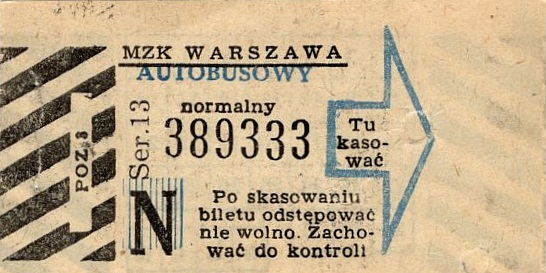 MZK WARSZAWA
AUTOBUSOWY
normalny
Ser. 13
389333
POZ. 8
Tu
kaso-
wać
N
Po skasowaniu
biletu odstępować
nie wolno. Zacho-
wać do kontroli